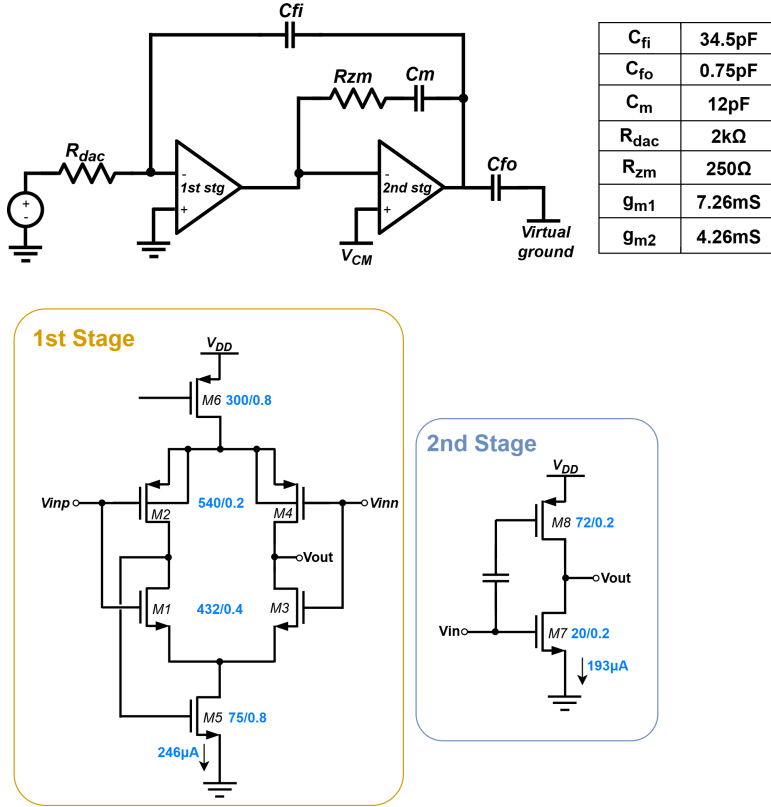 Cfi
Rzm
Cm
Rdac
-
1st stg
+
-
2nd stg
+
+
-
Cfo
VCM
Virtual
ground
Cfi 34.5pF
Cfo 0.75pF
Cm 12pF
Rdac 2kΩ
Rzm 250Ω
gm1 7.26mS
gm2 4.26mS
1st Stage
VDD
M6 300/0.8
Vinp
M2
540/0.2
M4
Vinn
Vout
M1
432/0.4
M3
M5 75/0.8
246µA
2nd Stage
VDD
M8 72/0.2
Vout
Vin
M7 20/0.2
193µA